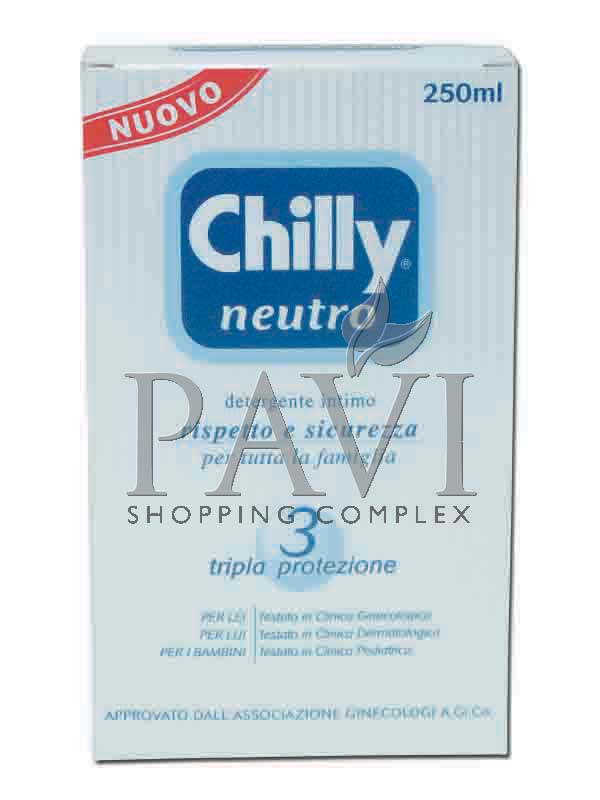 NUOVO
250ml
Chilly®
neutro
detergente intimo
rispetto e sicurezza
per tutta la famiglia
PAVI
SHOPPING COMPLEX
3
tripla protezione
PER LEI testato in Clinica Ginecologica
PER LUI testato in Clinica Dermatologica
PER I BAMBINI testato in Clinica Pediatrica
APPROVATO DALL'ASSOCIAZIONE GINECOLOGI A.Gi.Co.